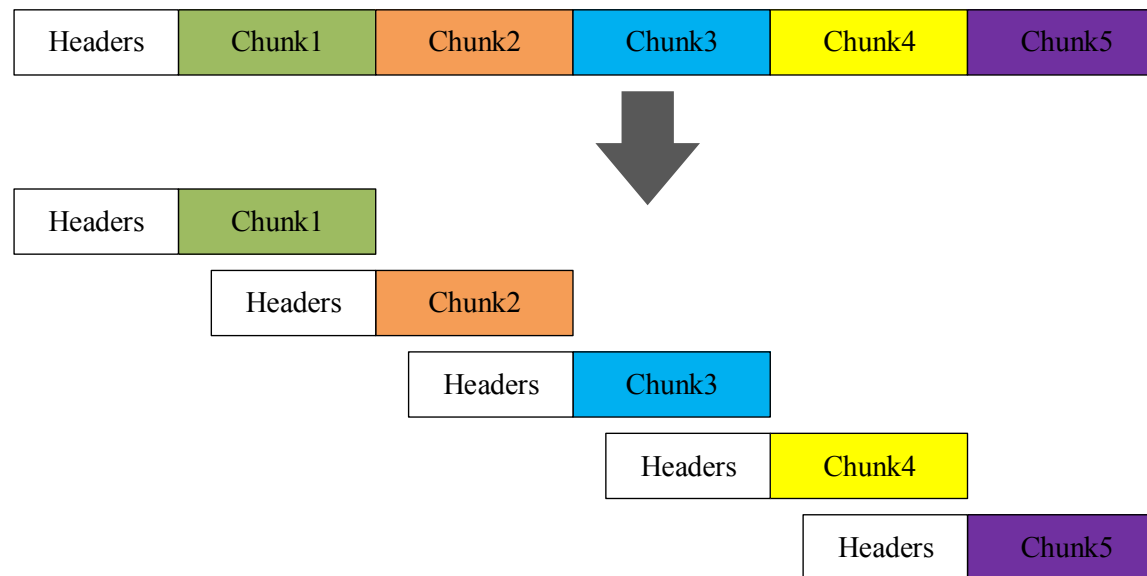 Headers Chunk1 Chunk2 Chunk3 Chunk4 Chunk5
Headers Chunk1
Headers Chunk2
Headers Chunk3
Headers Chunk4
Headers Chunk5